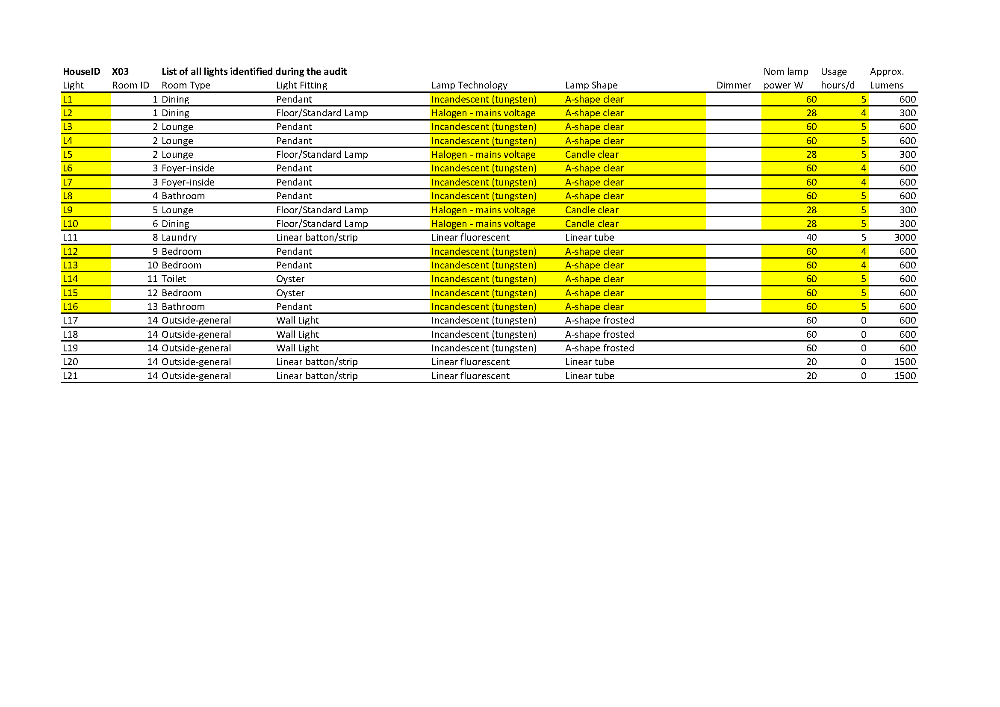 HouseID X03 List of all lights identified during the audit Nom lamp Usage Approx.
Light Room ID Room Type Light Fitting Lamp Technology Lamp Shape Dimmer power W hours/d Lumens
L1 1 Dining Pendant Incandescent (tungsten) A-shape clear 60 5 600
L2 1 Dining Floor/Standard Lamp Halogen - mains voltage A-shape clear 28 4 300
L3 2 Lounge Pendant Incandescent (tungsten) A-shape clear 60 5 600
L4 2 Lounge Pendant Incandescent (tungsten) A-shape clear 60 5 600
L5 2 Lounge Floor/Standard Lamp Halogen - mains voltage Candle clear 28 5 300
L6 3 Foyer-inside Pendant Incandescent (tungsten) A-shape clear 60 4 600
L7 3 Foyer-inside Pendant Incandescent (tungsten) A-shape clear 60 4 600
L8 4 Bathroom Pendant Incandescent (tungsten) A-shape clear 60 5 600
L9 5 Lounge Floor/Standard Lamp Halogen - mains voltage Candle clear 28 5 300
L10 6 Dining Floor/Standard Lamp Halogen - mains voltage Candle clear 28 5 300
L11 8 Laundry Linear batton/strip Linear fluorescent Linear tube 40 5 3000
L12 9 Bedroom Pendant Incandescent (tungsten) A-shape clear 60 4 600
L13 10 Bedroom Pendant Incandescent (tungsten) A-shape clear 60 4 600
L14 11 Toilet Oyster Incandescent (tungsten) A-shape clear 60 5 600
L15 12 Bedroom Oyster Incandescent (tungsten) A-shape clear 60 5 600
L16 13 Bathroom Pendant Incandescent (tungsten) A-shape clear 60 5 600
L17 14 Outside-general Wall Light Incandescent (tungsten) A-shape frosted 60 0 600
L18 14 Outside-general Wall Light Incandescent (tungsten) A-shape frosted 60 0 600
L19 14 Outside-general Wall Light Incandescent (tungsten) A-shape frosted 60 0 600
L20 14 Outside-general Linear batton/strip Linear fluorescent Linear tube 20 0 1500
L21 14 Outside-general Linear batton/strip Linear fluorescent Linear tube 20 0 1500